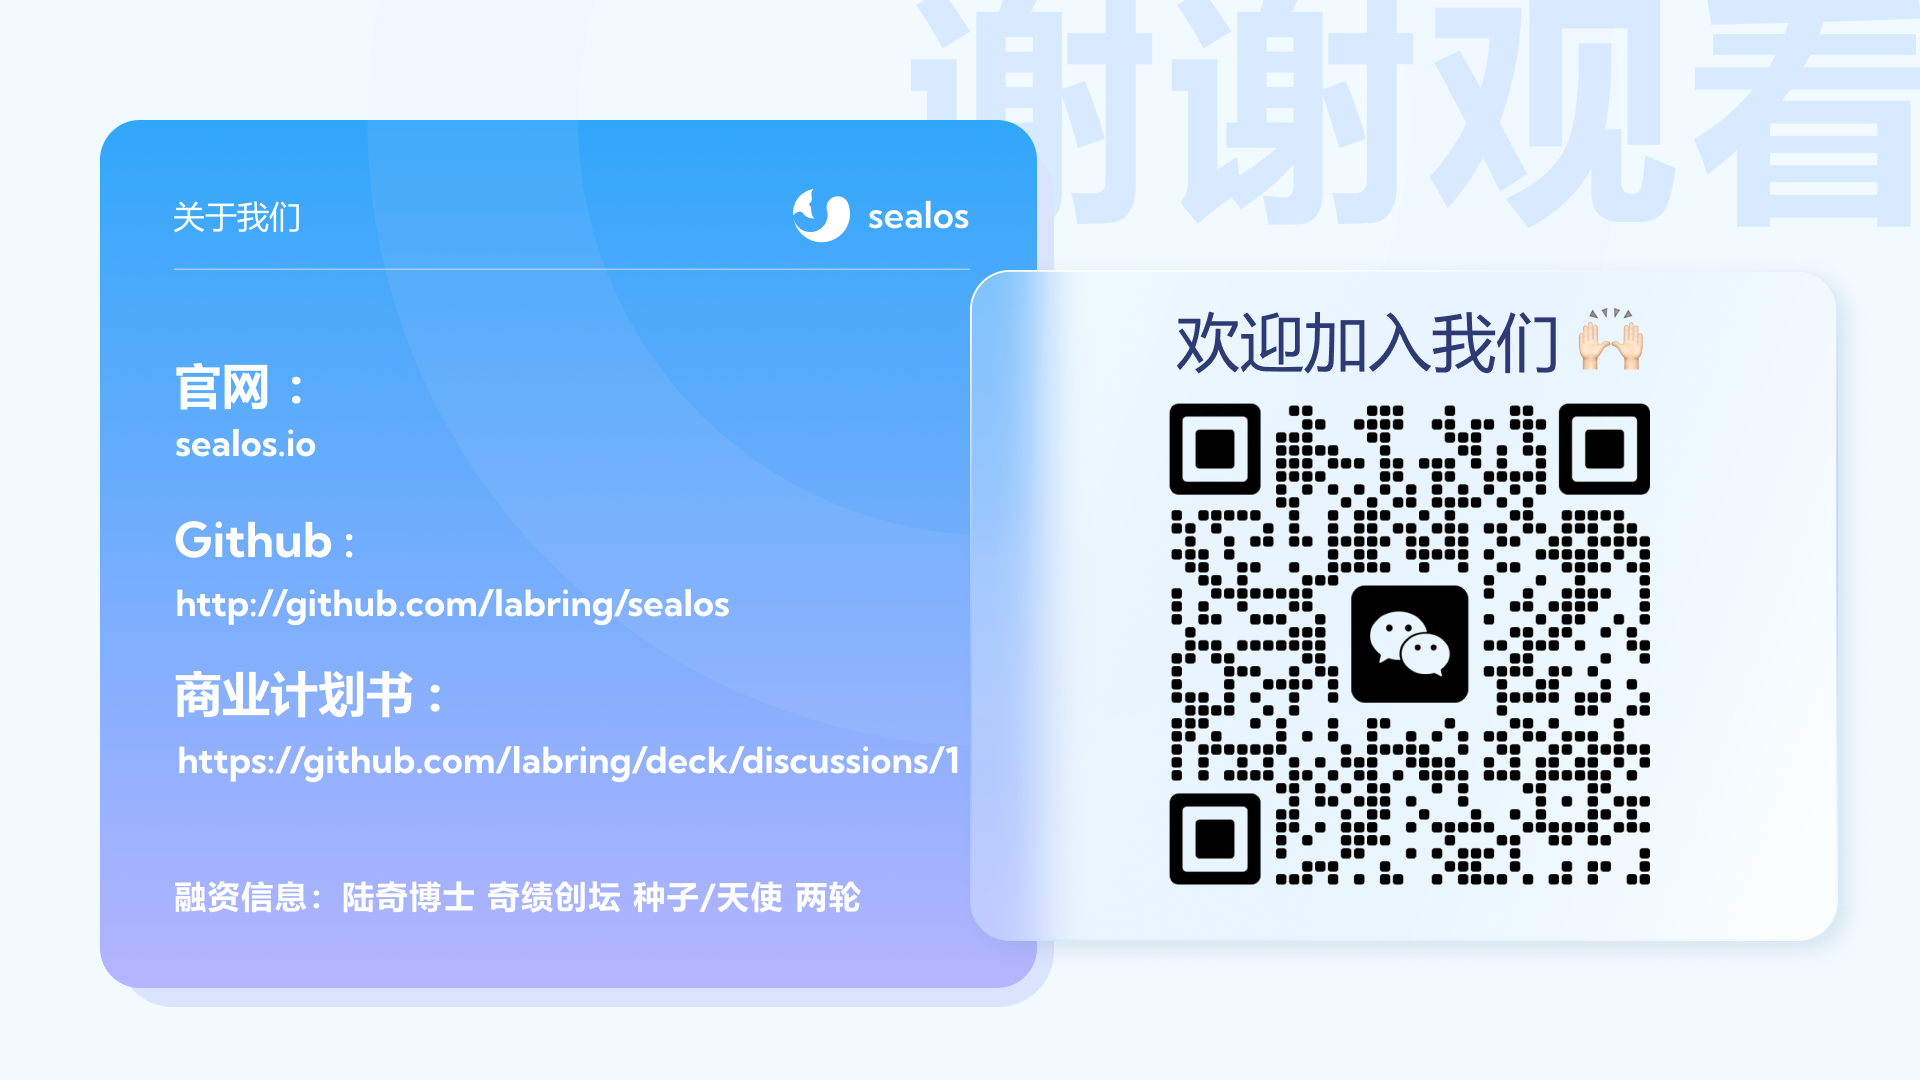 谢谢观看
关于我们
sealos
官网：
sealos.io
Github :
http://github.com/labring/sealos
商业计划书：
https://github.com/labring/deck/discussions/1
融资信息：陆奇博士 奇绩创坛 种子/天使 两轮
欢迎加入我们 🙌🏻